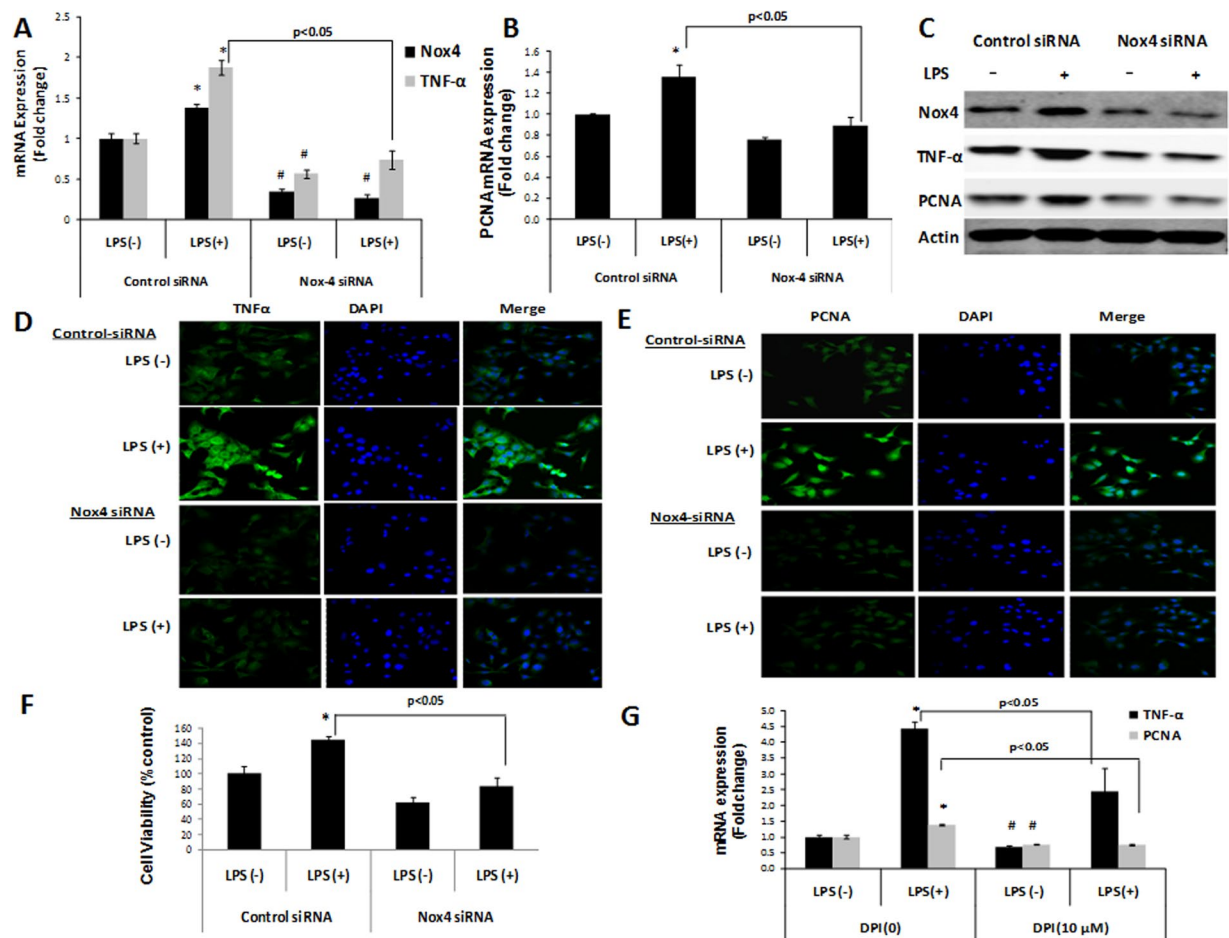 A
mRNA Expression
(Fold change)
2
1.5
1
0.5
0
p<0.05
Nox4
TNF-α
*
*
#
#
#
LPS(-)
LPS(+)
LPS(-)
LPS(+)
Control siRNA
Nox-4 siRNA
B
PCNAmRNA expression
(Fold change)
1.6
1.4
1.2
1.0
0.8
0.6
0.4
0.2
0.0
p<0.05
*
LPS(-)
LPS(+)
LPS(-)
LPS(+)
Control siRNA
Nox-4 siRNA
C
Control siRNA
Nox4 siRNA
LPS
-
+
-
+
Nox4
TNF-α
PCNA
Actin
D
TNFα
DAPI
Merge
Control-siRNA
LPS (-)
LPS (+)
Nox4 siRNA
LPS (-)
LPS (+)
E
PCNA
DAPI
Merge
Control-siRNA
LPS (-)
LPS (+)
Nox4-siRNA
LPS (-)
LPS (+)
F
Cell Viability (% control)
160
140
120
100
80
60
40
20
0
*
p<0.05
LPS (-)
LPS (+)
LPS (-)
LPS (+)
Control siRNA
Nox4 siRNA
G
mRNA expression
(Fold change)
5.0
4.5
4.0
3.5
3.0
2.5
2.0
1.5
1.0
0.5
0.0
*
p<0.05
p<0.05
TNF-α
PCNA
*
#
#
LPS (-)
LPS(+)
LPS (-)
LPS(+)
DPI(0)
DPI(10 μM)